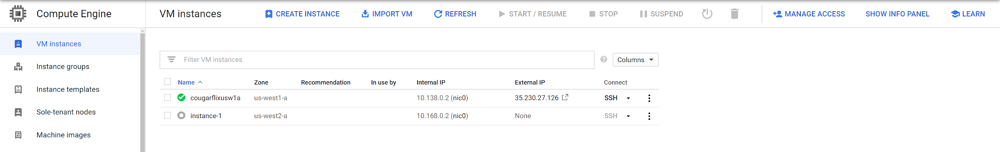 Compute Engine
VM instances
CREATE INSTANCE
IMPORT VM
REFRESH
START / RESUME
STOP
SUSPEND
MANAGE ACCESS
SHOW INFO PANEL
LEARN
VM instances
Instance groups
Instance templates
Sole-tenant nodes
Machine images
Filter VM instances
Columns
Name Zone Recommendation In use by Internal IP External IP Connect
cougarflixusw1a us-west1-a 10.138.0.2 (nic0) 35.230.27.126 SSH
instance-1 us-west2-a 10.168.0.2 (nic0) None SSH